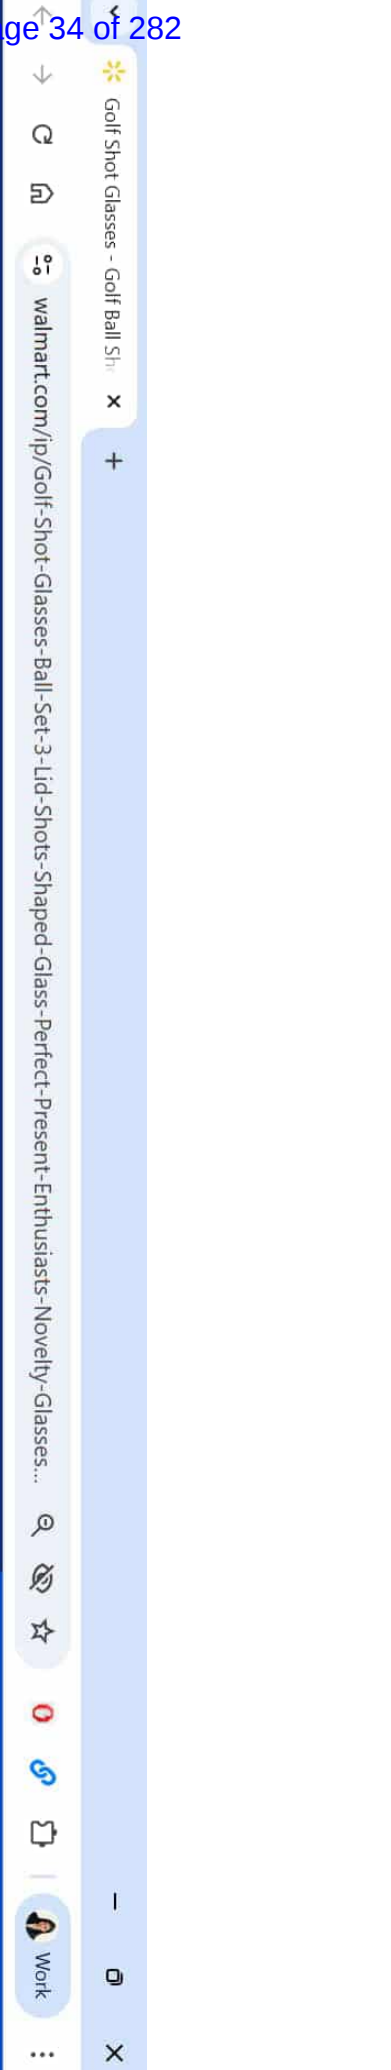 ge 34 of 282
Golf Shot Glasses - Golf Ball Sh
walmart.com/ip/Golf-Shot-Glasses-Ball-Set-3-Lid-Shots-Shaped-Glass-Perfect-Present-Enthusiasts-Novelty-Glasses...
Work